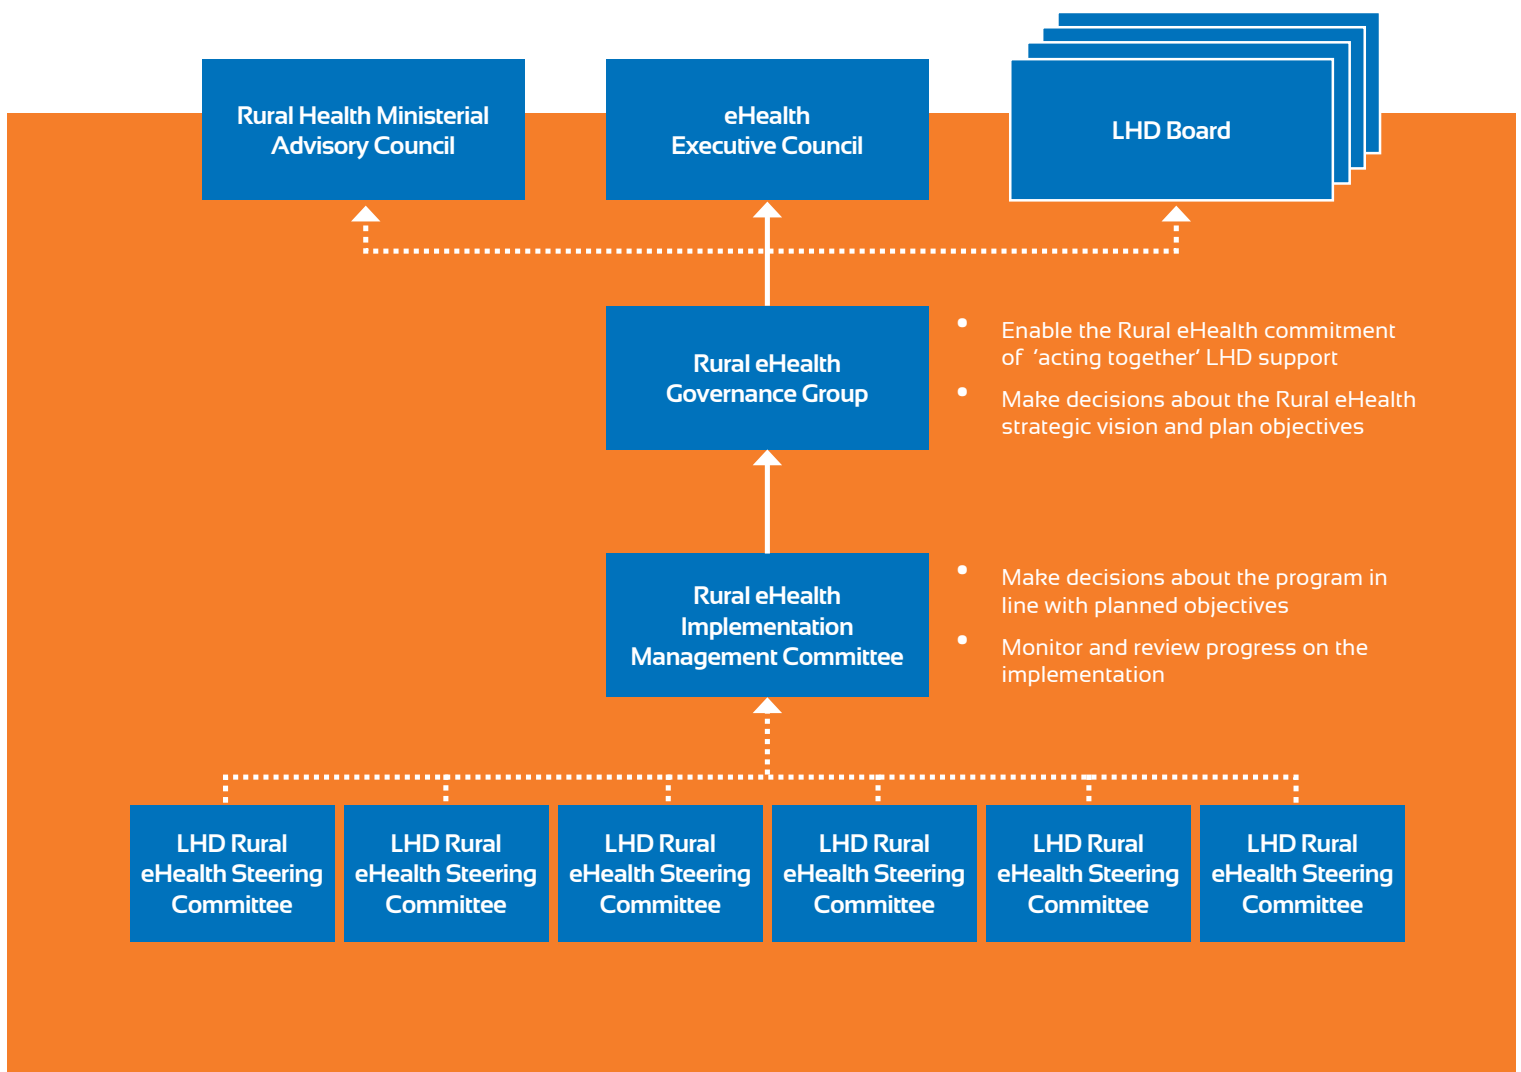 Rural Health Ministerial
Advisory Council
eHealth
Executive Council
LHD Board
Rural eHealth
Governance Group
• Enable the Rural eHealth commitment
of ‘acting together’ LHD support
• Make decisions about the Rural eHealth
strategic vision and plan objectives
Rural eHealth
Implementation
Management Committee
• Make decisions about the program in
line with planned objectives
• Monitor and review progress on the
implementation
LHD Rural
eHealth Steering
Committee
LHD Rural
eHealth Steering
Committee
LHD Rural
eHealth Steering
Committee
LHD Rural
eHealth Steering
Committee
LHD Rural
eHealth Steering
Committee
LHD Rural
eHealth Steering
Committee